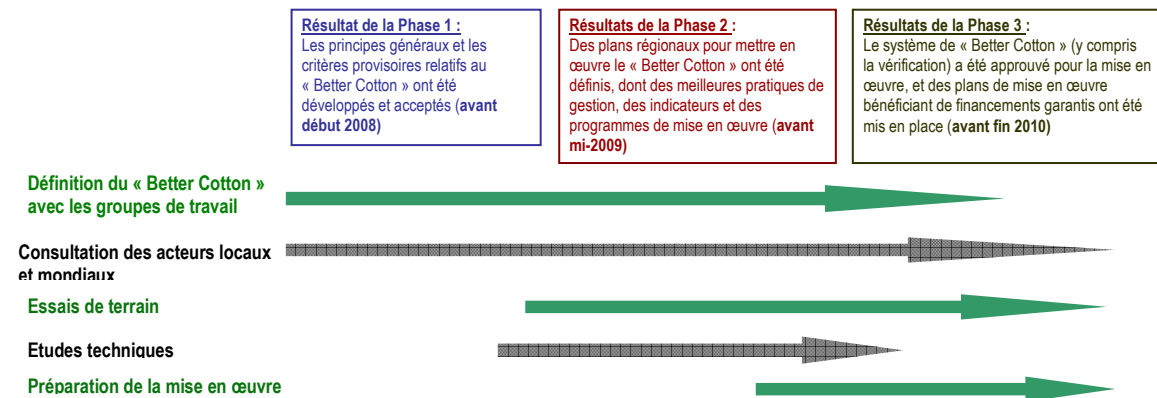 Résultat de la Phase 1 :
Les principes généraux et les
critères provisoires relatifs au
« Better Cotton » ont été
développés et acceptés (avant
début 2008)
Résultats de la Phase 2 :
Des plans régionaux pour mettre en
œuvre le « Better Cotton » ont été
définis, dont des meilleures pratiques de
gestion, des indicateurs et des
programmes de mise en œuvre (avant
mi-2009)
Résultats de la Phase 3 :
Le système de « Better Cotton » (y compris
la vérification) a été approuvé pour la mise en
œuvre, et des plans de mise en œuvre
bénéficiant de financements garantis ont été
mis en place (avant fin 2010)
Définition du « Better Cotton »
avec les groupes de travail
Consultation des acteurs locaux
et mondiaux
Essais de terrain
Etudes techniques
Préparation de la mise en œuvre